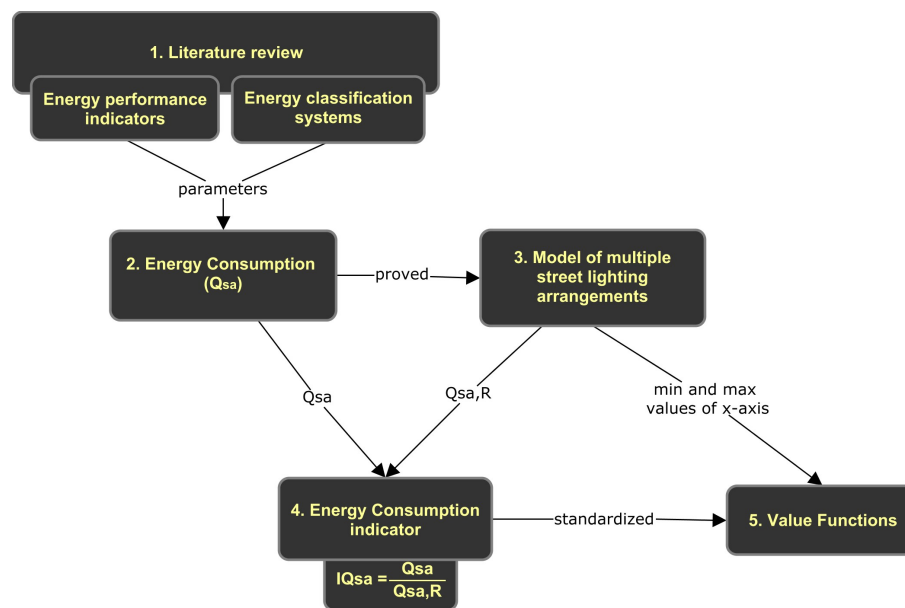 1. Literature review
Energy performance
indicators
Energy classification
systems
parameters
2. Energy Consumption
(Qsa)
proved
3. Model of multiple
street lighting
arrangements
Qsa
Qsa,R
min and max
values of x-axis
4. Energy Consumption
indicator
standardized
5. Value Functions
IQsa = Qsa
Qsa,R